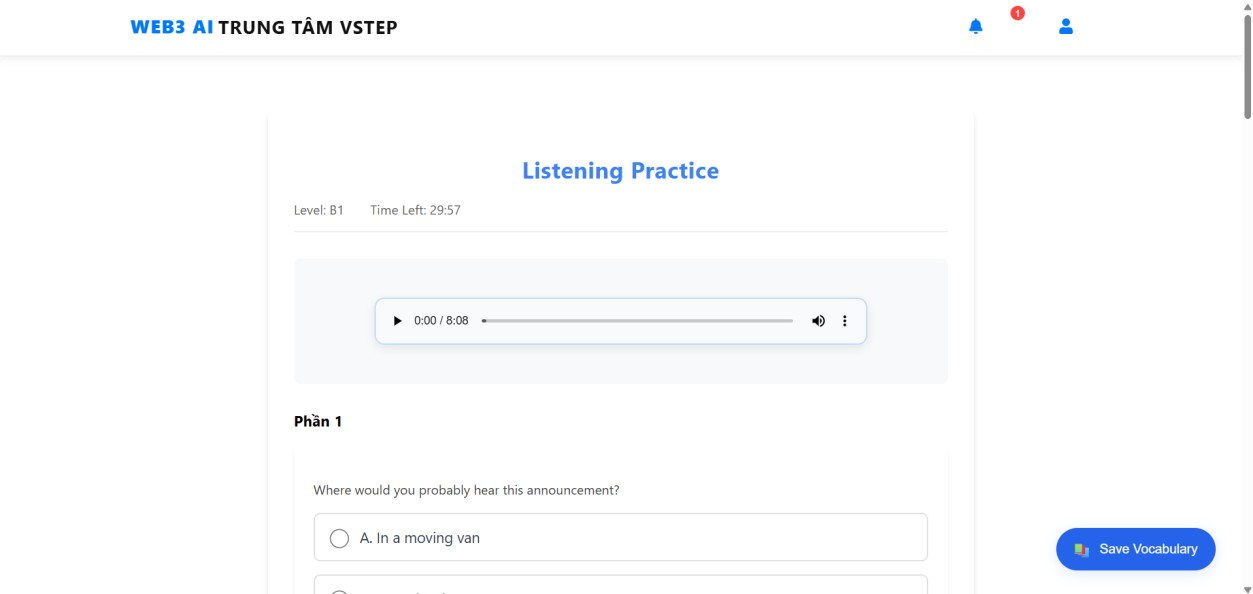 WEB3 AI TRUNG TÂM VSTEP
1
Listening Practice
Level: B1 Time Left: 29:57
0:00 / 8:08
Phần 1
Where would you probably hear this announcement?
A. In a moving van
Save Vocabulary